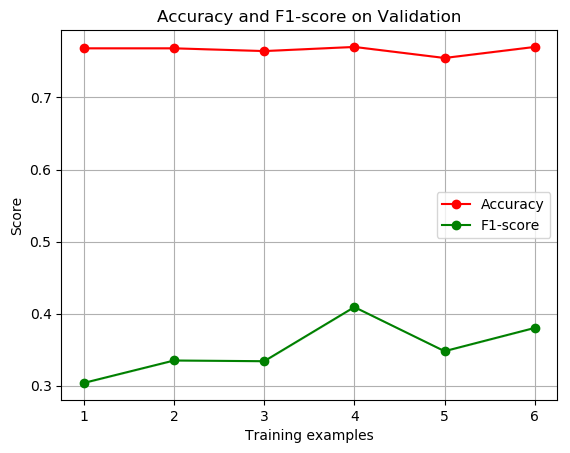 Accuracy and F1-score on Validation
Score
0.7
0.6
0.5
0.4
0.3
Accuracy
F1-score
1 2 3 4 5 6
Training examples